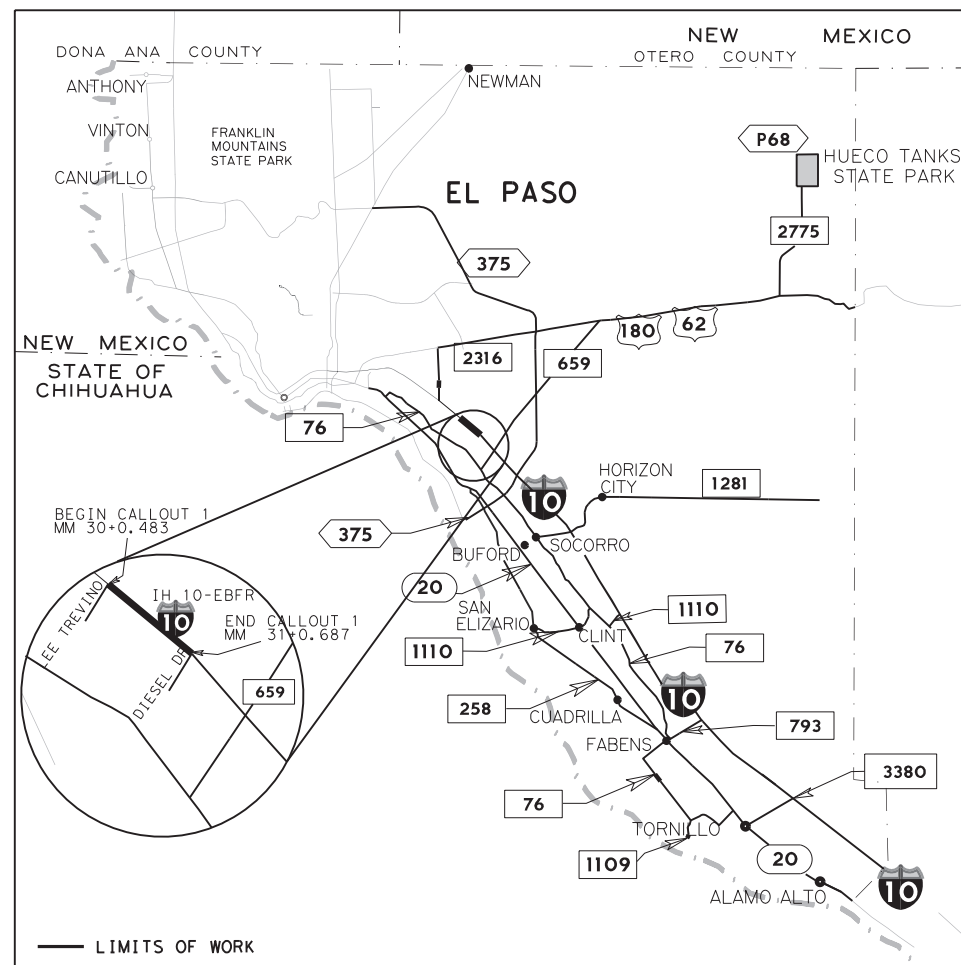 DONA ANA COUNTY
NEW MEXICO
OTERO COUNTY
ANTHONY
NEWMAN
VINTON
FRANKLIN
MOUNTAINS
STATE PARK
P68
HUECO TANKS
STATE PARK
CANUTILLO
EL PASO
2775
375
180
62
NEW MEXICO
STATE OF
CHIHUAHUA
2316
659
76
HORIZON
CITY
1281
10
BEGIN CALLOUT 1
MM 30+0.483
375
BUFORD
SOCORRO
20
IH 10-EBFR
10
LEE TREVINO
END CALLOUT 1
MM 31+0.687
DIESEL DR
659
SAN
ELIZARIO
CLINT
1110
1110
76
258
CUADRILLA
10
FABENS
793
3380
76
TORNILLO
1109
20
ALAMO ALTO
10
LIMITS OF WORK